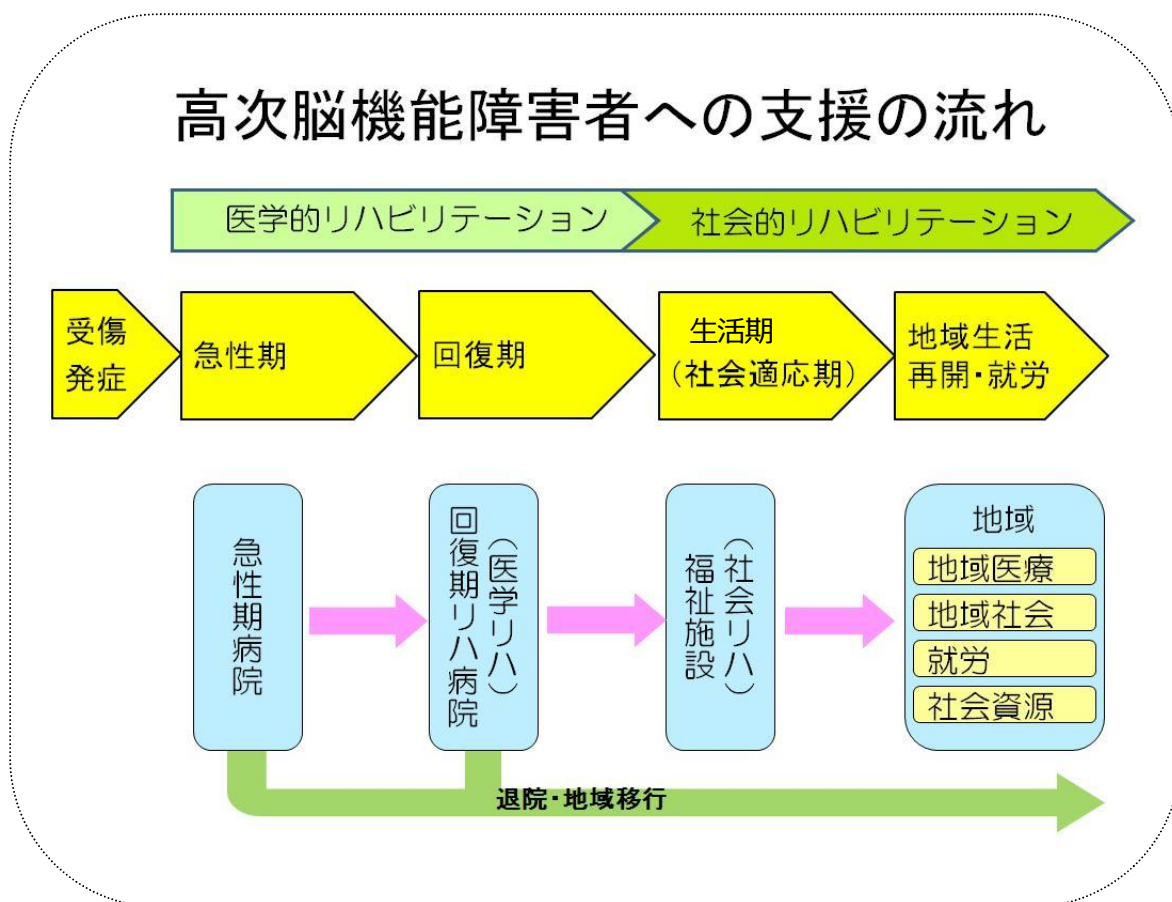 高次脳機能障害者への支援の流れ
医学的リハビリテーション
社会的リハビリテーション
受傷
発症
急性期
回復期
生活期
(社会適応期)
地域生活
再開・就労
急性期病院
(医学リハ)
回復期リハ病院
(社会リハ)
福祉施設
地域
地域医療
地域社会
就労
社会資源
退院・地域移行